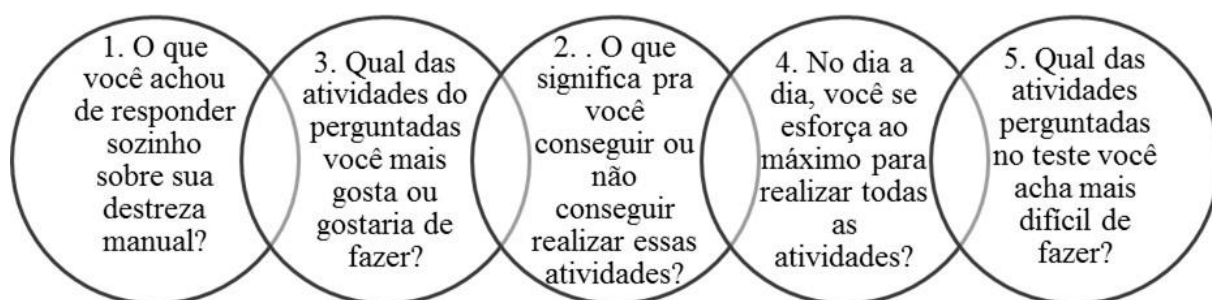 1. O que
você achou
de responder
sozinho
sobre sua
destreza
manual?
3. Qual das
atividades do
perguntadas
você mais
gosta ou
gostaria de
fazer?
2. . O que
significa pra
você
conseguir ou
não
conseguir
realizar essas
atividades?
4. No dia a
dia, você se
esforça ao
máximo para
realizar todas
as
atividades?
5. Qual das
atividades
perguntadas
no teste você
acha mais
difícil de
fazer?